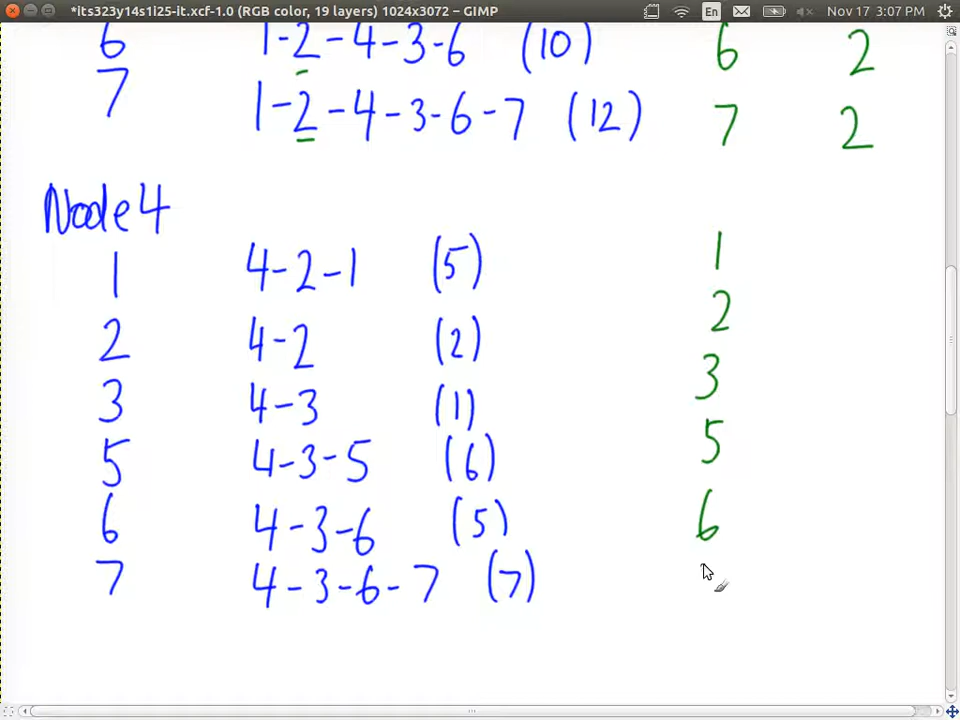 *its323y14s1i25-it.xcf-1.0 (RGB color, 19 layers) 1024x3072 – GIMP En Nov 17 3:07 PM
6 1-2-4-3-6 (10) 6 2
7 1-2-4-3-6-7 (12) 7 2
Node 4
1 4-2-1 (5) 1
2 4-2 (2) 2
3 4-3 (1) 3
5 4-3-5 (6) 5
6 4-3-6 (5) 6
7 4-3-6-7 (7)